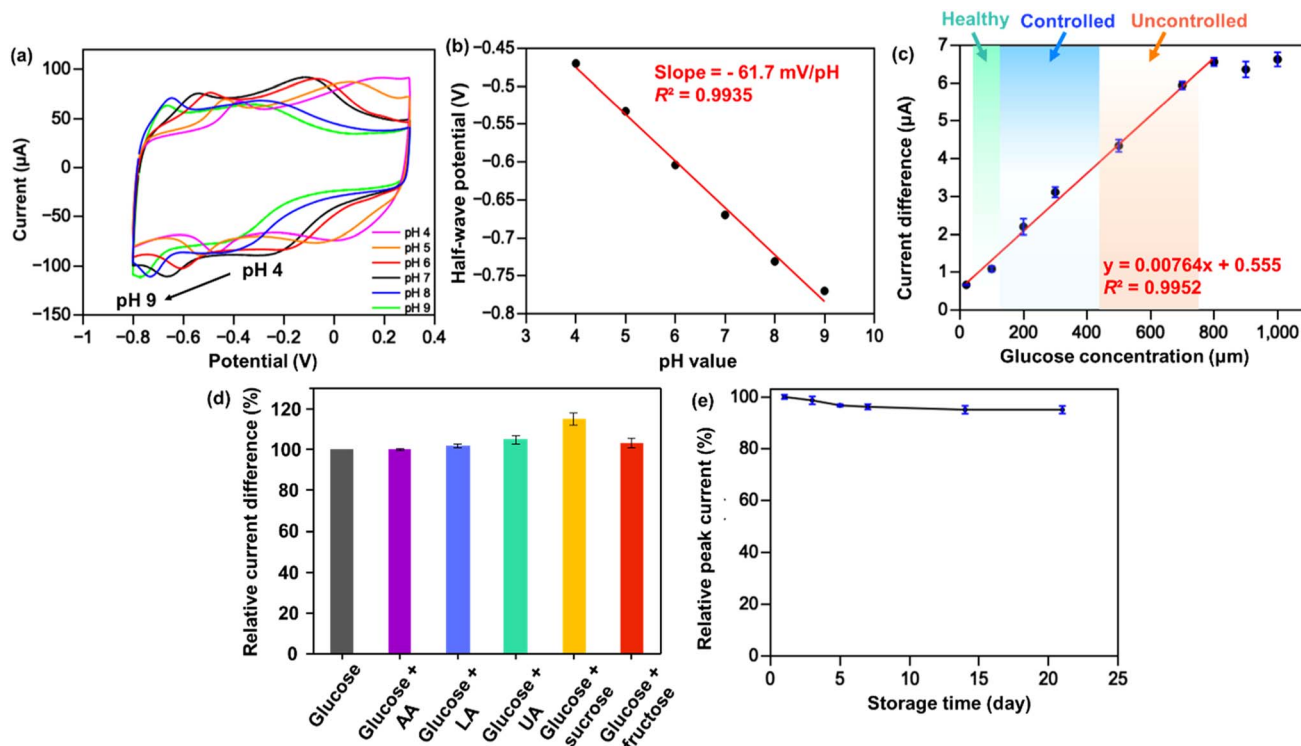 Healthy Controlled Uncontrolled
(a)
Current (µA)
100
50
0
−50
−100
−150
pH 4
pH 5
pH 6
pH 7
pH 8
pH 9
pH 4
pH 9
−1 −0.8 −0.6 −0.4 −0.2 0 0.2 0.4
Potential (V)
(b)
Half-wave potential (V)
−0.45
−0.5
−0.55
−0.6
−0.65
−0.7
−0.75
−0.8
Slope = - 61.7 mV/pH
R² = 0.9935
3 4 5 6 7 8 9 10
pH value
(c)
Current difference (µA)
7
6
5
4
3
2
1
0
y = 0.00764x + 0.555
R² = 0.9952
0 200 400 600 800 1,000
Glucose concentration (µm)
(d)
Relative current difference (%)
120
100
80
60
40
20
0
Glucose
Glucose +
AA
Glucose +
LA
Glucose +
UA
Glucose +
sucrose
Glucose +
fructose
(e)
Relative peak current (%)
100
80
60
40
20
0
0 5 10 15 20 25
Storage time (day)